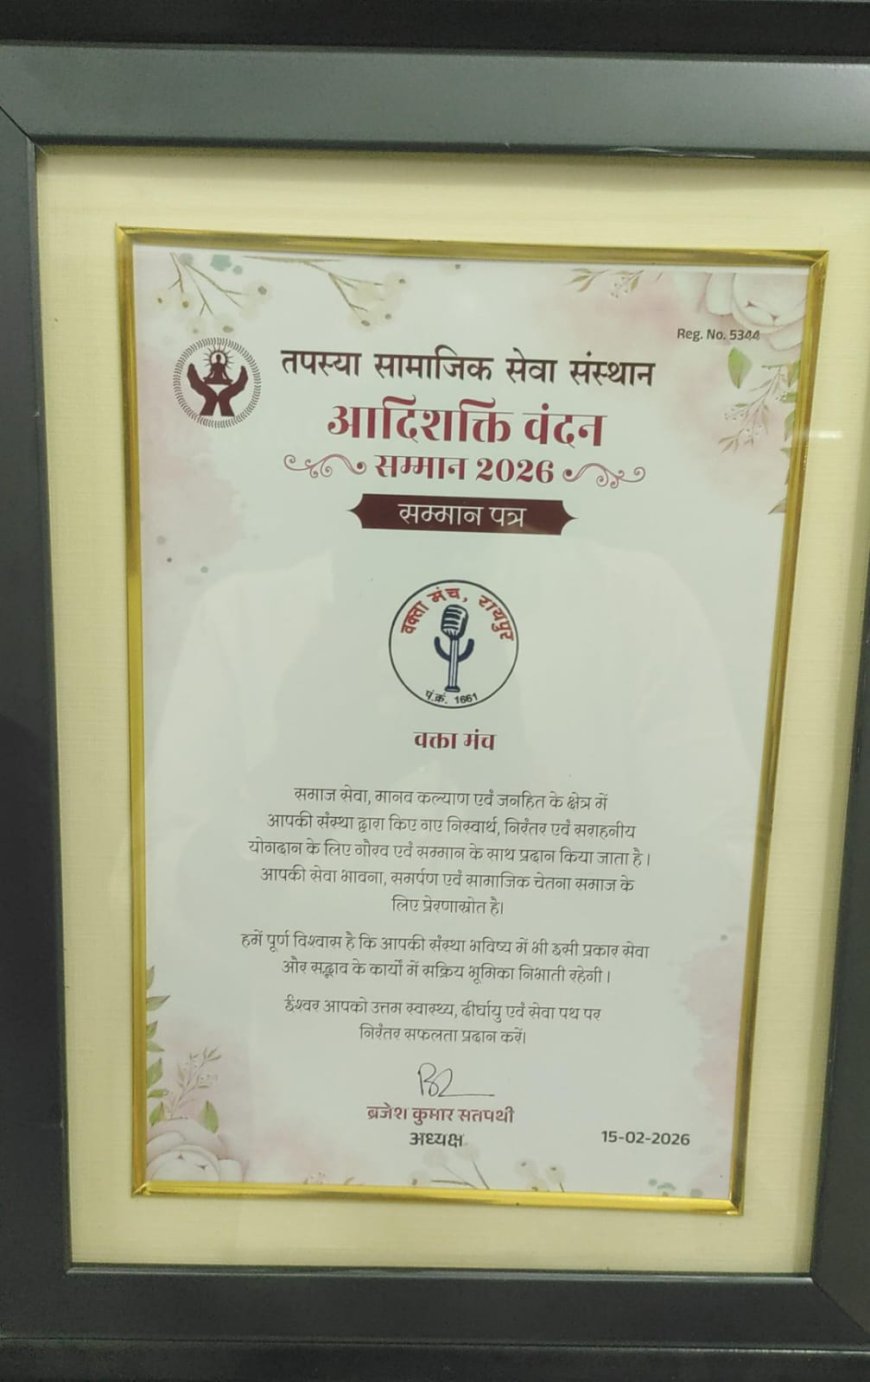 Reg. No. 5344
तपस्या सामाजिक सेवा संस्थान
आदिशक्ति वंदन
सम्मान 2026
सम्मान पत्र
वक्ता मंच, रायपुर
पं.क्रं. 1661
वक्ता मंच
समाज सेवा, मानव कल्याण एवं जनहित के क्षेत्र में
आपकी संस्था द्वारा किए गए निस्वार्थ, निरंतर एवं सराहनीय
योगदान के लिए गौरव एवं सम्मान के साथ प्रदान किया जाता है।
आपकी सेवा भावना, समर्पण एवं सामाजिक चेतना समाज के
लिए प्रेरणास्रोत है।
हमें पूर्ण विश्वास है कि आपकी संस्था भविष्य में भी इसी प्रकार सेवा
और सद्भाव के कार्यों में सक्रिय भूमिका निभाती रहेगी।
ईश्वर आपको उत्तम स्वास्थ्य, दीर्घायु एवं सेवा पथ पर
निरंतर सफलता प्रदान करें।
ब्रजेश कुमार सतपथी
अध्यक्ष
15-02-2026